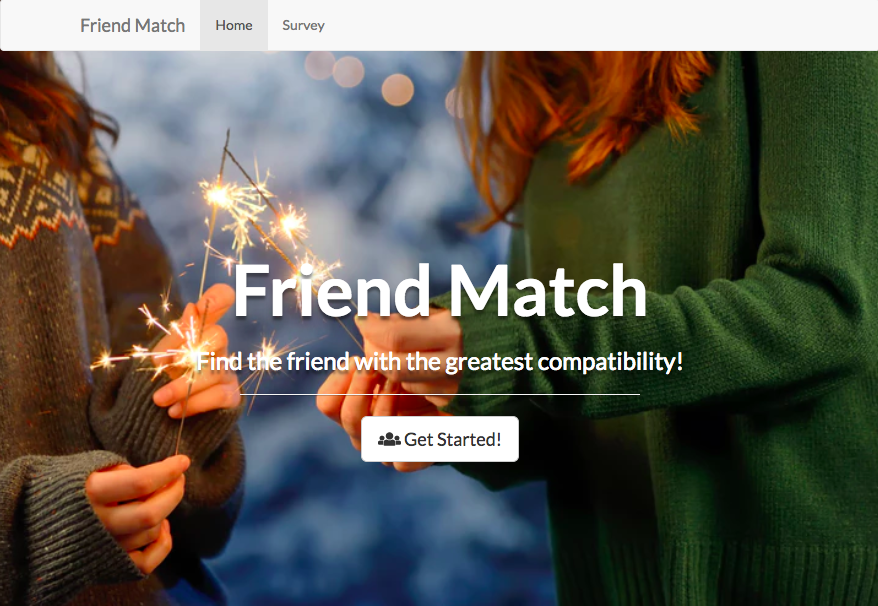 Friend Match Home Survey
Friend Match
Find the friend with the greatest compatibility!
Get Started!